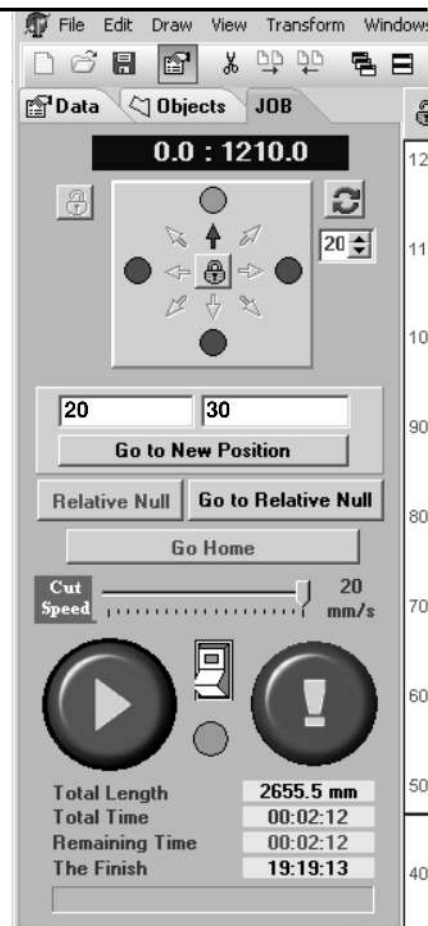 File Edit Draw View Transform Windows
Data Objects JOB
0.0 : 1210.0
12
20
11
10
20 30
90
Go to New Position
Relative Null Go to Relative Null
80
Go Home
Cut Speed
20
mm/s
70
60
50
Total Length 2655.5 mm
Total Time 00:02:12
Remaining Time 00:02:12
The Finish 19:19:13
40